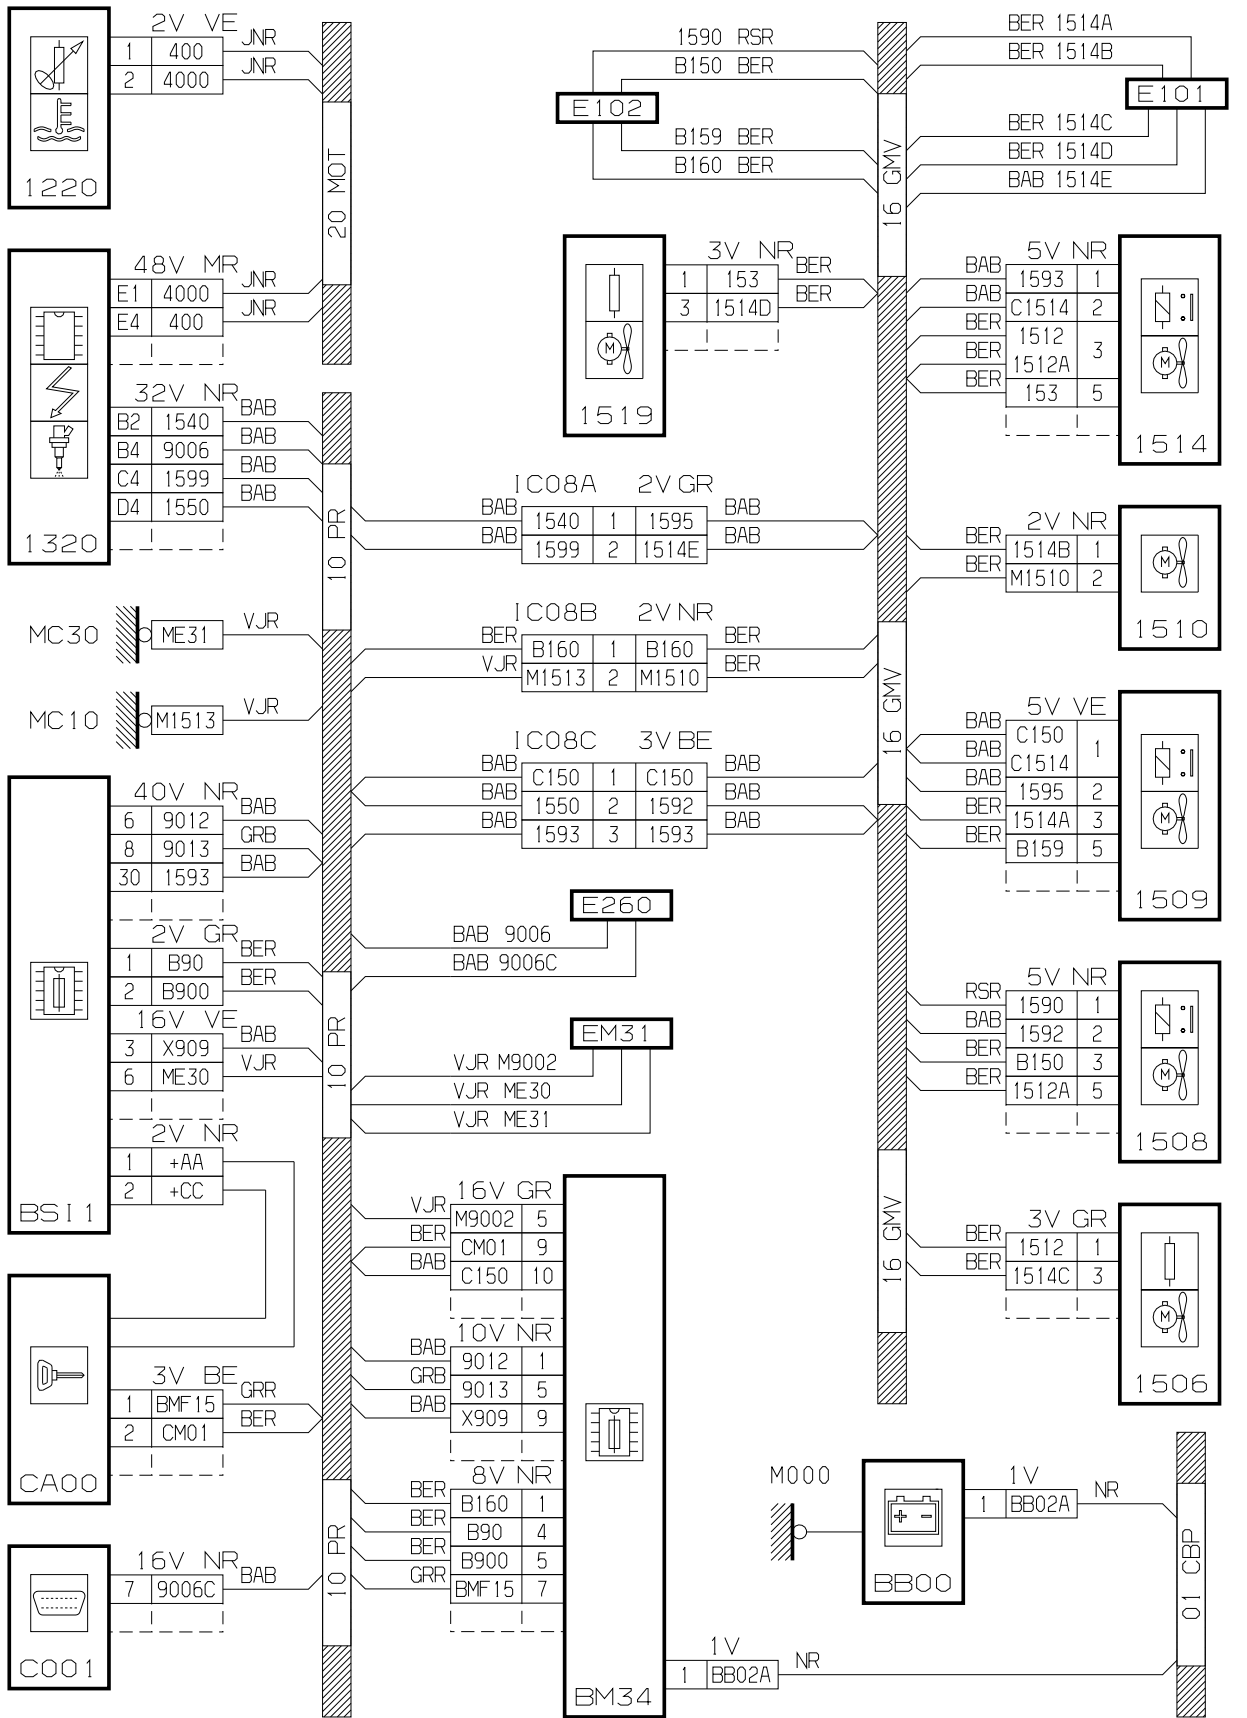 2V VE
1 400 JNR
2 4000 JNR
1220
20 MOT
48V MR
E1 4000 JNR
E4 400 JNR
32V NR
B2 1540 BAB
B4 9006 BAB
C4 1599 BAB
D4 1550 BAB
1320
10 PR
MC30 ME31 VJR
MC10 M1513 VJR
40V NR
6 9012 BAB
8 9013 GRB
30 1593 BAB
2V GR
1 B90 BER
2 B900 BER
16V VE
3 X909 BAB
6 ME30 VJR
2V NR
1 +AA
2 +CC
BSI1
10 PR
3V BE
1 BMF15 GRR
2 CM01 BER
CA00
16V NR
7 9006C BAB
C001
10 PR
1590 RSR
B150 BER
E102
B159 BER
B160 BER
16 GMV
BER 1514A
BER 1514B
E101
BER 1514C
BER 1514D
BAB 1514E
3V NR
1 153 BER
3 1514D BER
1519
IC08A 2V GR
BAB 1540 1 1595 BAB
BAB 1599 2 1514E BAB
IC08B 2V NR
BER B160 1 B160 BER
VJR M1513 2 M1510 BER
IC08C 3V BE
BAB C150 1 C150 BAB
BAB 1550 2 1592 BAB
BAB 1593 3 1593 BAB
16 GMV
E260
BAB 9006
BAB 9006C
EM31
VJR M9002
VJR ME30
VJR ME31
16V GR
VJR M9002 5
BER CM01 9
BAB C150 10
10V NR
BAB 9012 1
GRB 9013 5
BAB X909 9
8V NR
BER B160 1
BER B90 4
BER B900 5
GRR BMF15 7
1V
1 BB02A NR
BM34
5V NR
BAB 1593 1
BAB C1514 2
BER 1512 3
BER 1512A
BER 153 5
1514
2V NR
BER 1514B 1
BER M1510 2
1510
5V VE
BAB C150 1
BAB C1514
BAB 1595 2
BER 1514A 3
BER B159 5
1509
5V NR
RSR 1590 1
BAB 1592 2
BER B150 3
BER 1512A 5
1508
16 GMV
3V GR
BER 1512 1
BER 1514C 3
1506
M000
+ -
BB00
1V
1 BB02A NR
01 CBP
M
M
M
M
M
M